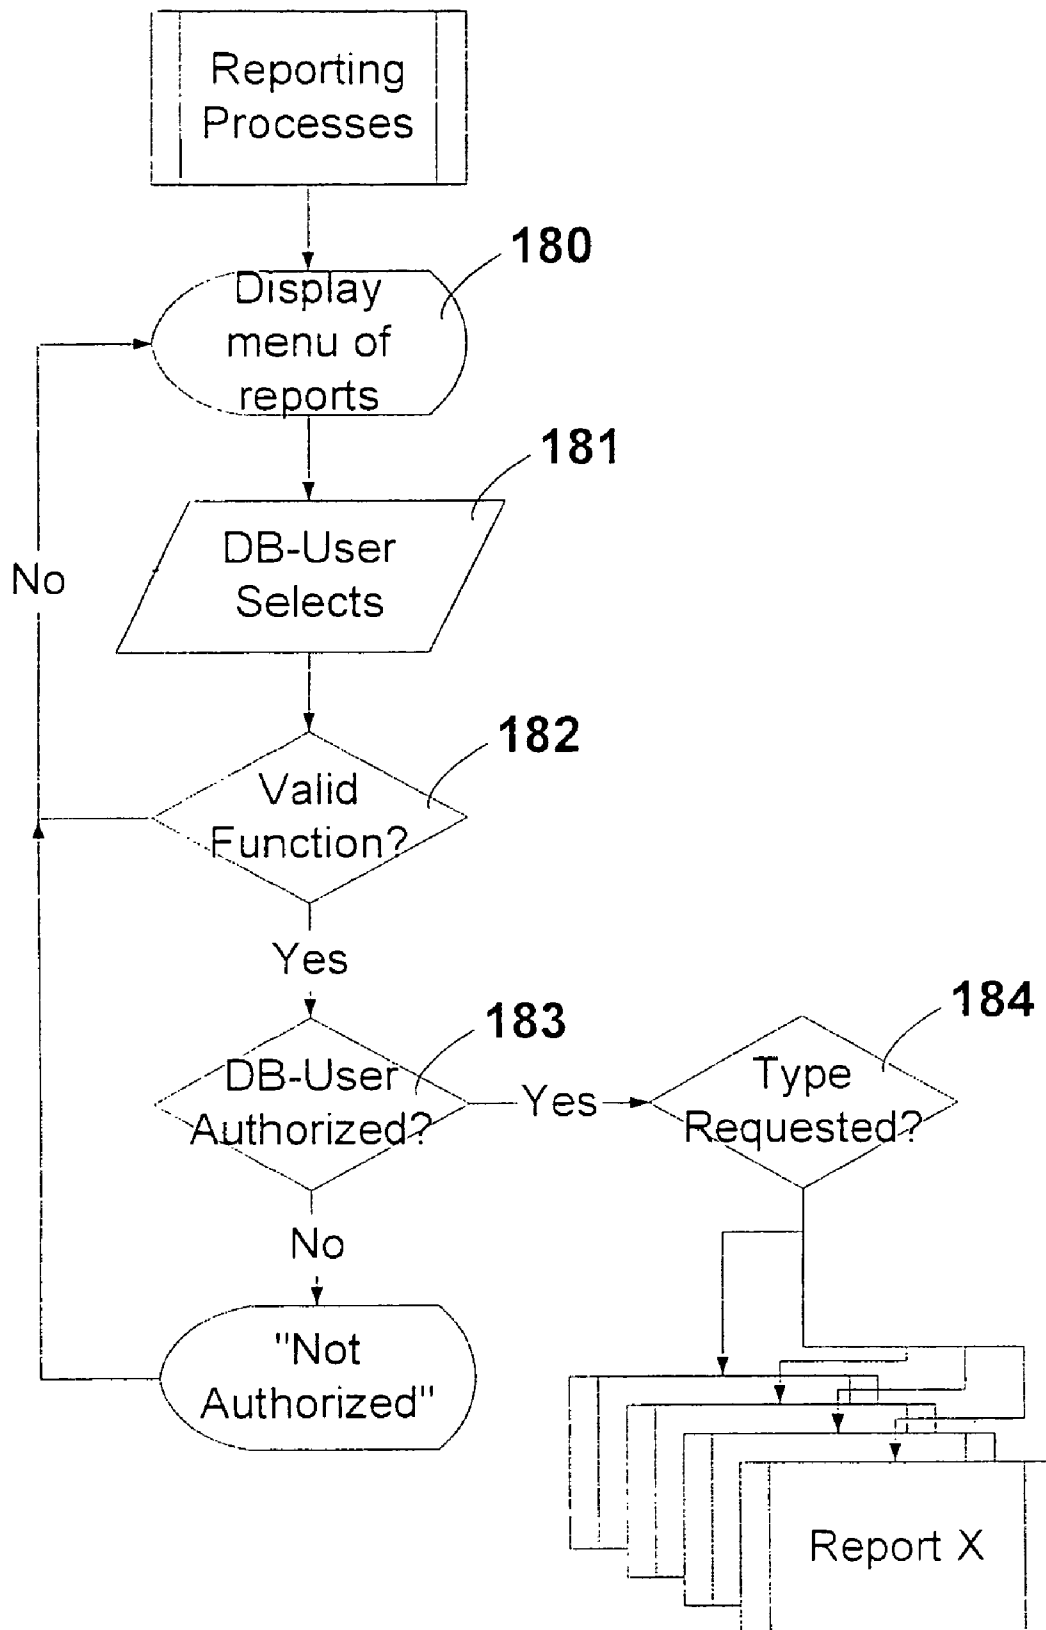 Reporting
Processes
180
Display
menu of
reports
181
DB-User
Selects
No
182
Valid
Function?
Yes
183
DB-User
Authorized?
Yes
184
Type
Requested?
No
"Not
Authorized"
Report X